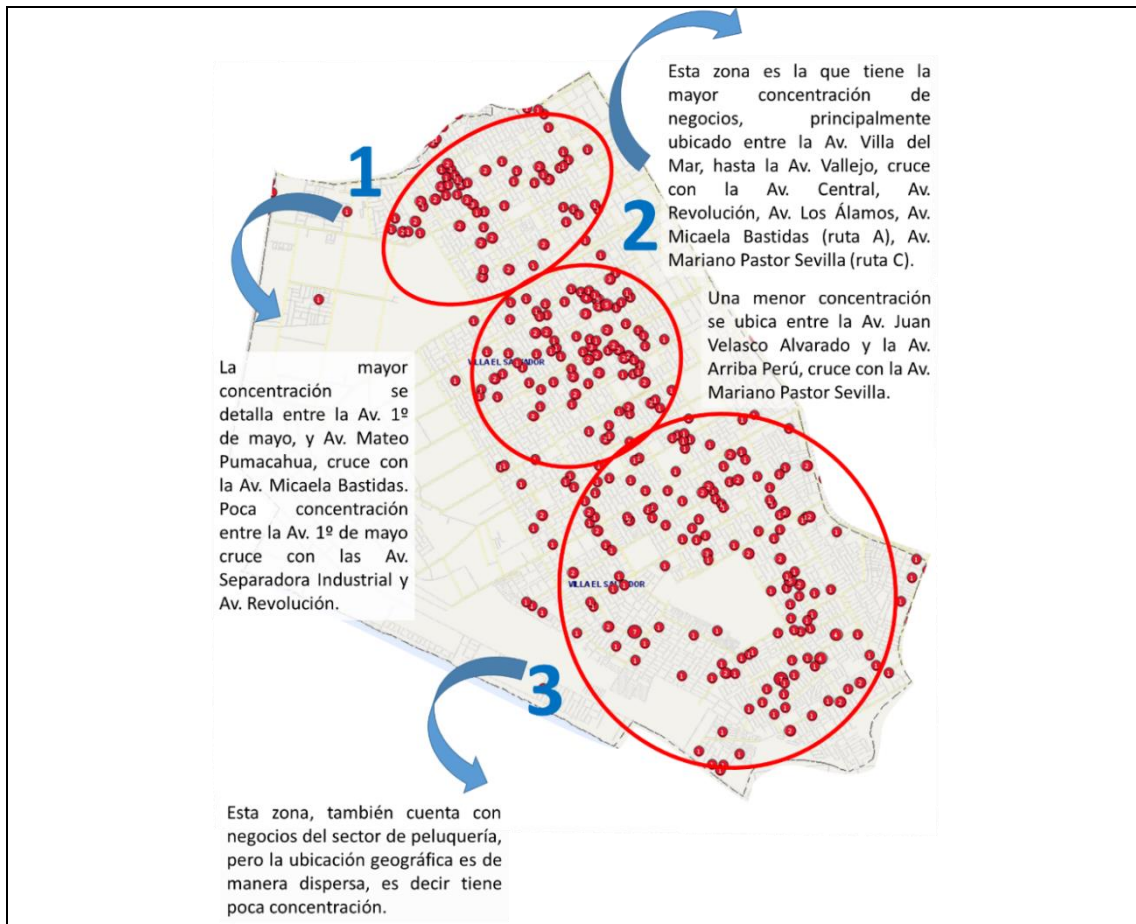 1
La mayor
concentración se
detalla entre la Av. 1º
de mayo, y Av. Mateo
Pumacahua, cruce con
la Av. Micaela Bastidas.
Poca concentración
entre la Av. 1º de mayo
cruce con las Av.
Separadora Industrial y
Av. Revolución.
2
Esta zona es la que tiene la
mayor concentración de
negocios, principalmente
ubicado entre la Av. Villa del
Mar, hasta la Av. Vallejo, cruce
con la Av. Central, Av.
Revolución, Av. Los Álamos, Av.
Micaela Bastidas (ruta A), Av.
Mariano Pastor Sevilla (ruta C).
Una menor concentración
se ubica entre la Av. Juan
Velasco Alvarado y la Av.
Arriba Perú, cruce con la Av.
Mariano Pastor Sevilla.
VILLA EL SALVADOR
VILLA EL SALVADOR
3
Esta zona, también cuenta con
negocios del sector de peluquería,
pero la ubicación geográfica es de
manera dispersa, es decir tiene
poca concentración.